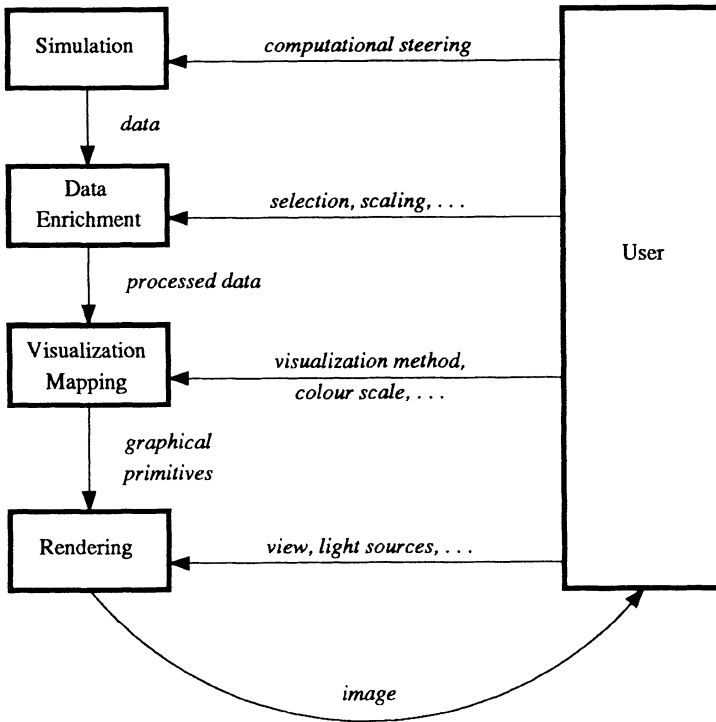 Simulation
computational steering
data
Data
Enrichment
selection, scaling, . . .
User
processed data
Visualization
Mapping
visualization method,
colour scale, . . .
graphical
primitives
Rendering
view, light sources, . . .
image